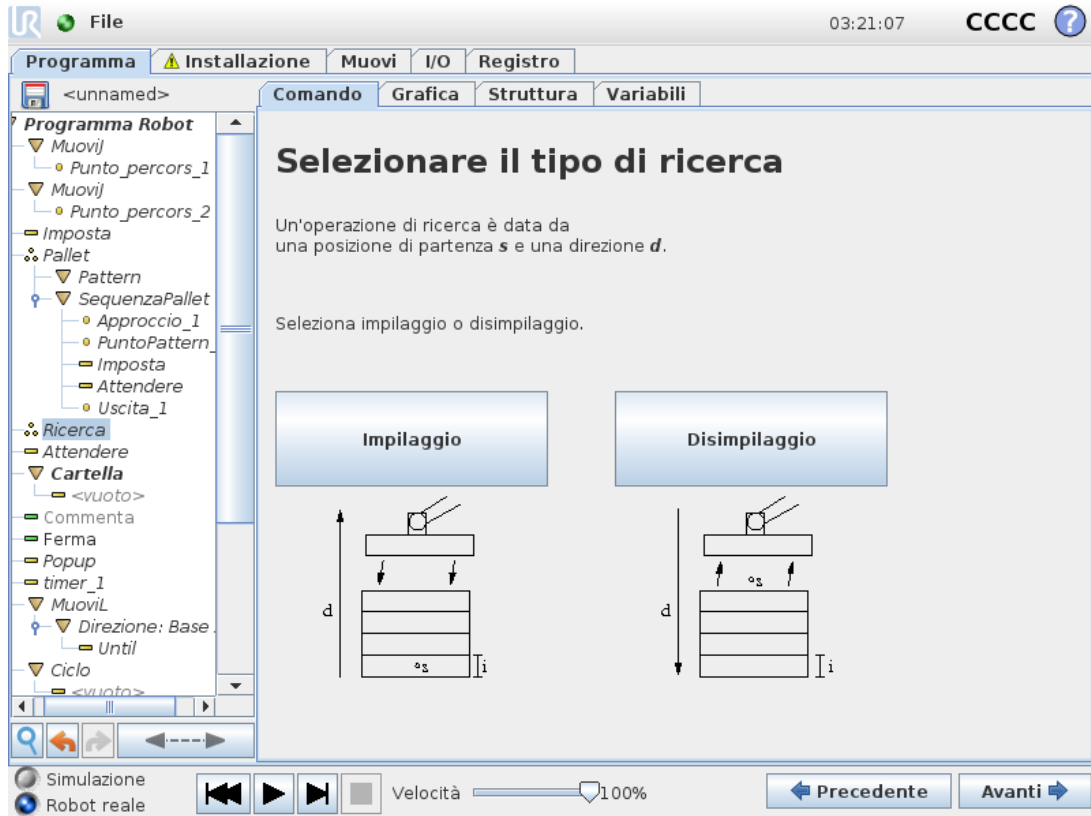 UR File 03:21:07 CCCC ?
Programma Installazione Muovi I/O Registro
<unnamed> Comando Grafica Struttura Variabili
Programma Robot
MuoviJ
Punto_percors_1
MuoviJ
Punto_percors_2
Imposta
Pallet
Pattern
SequenzaPallet
Approccio_1
PuntoPattern_
Imposta
Attendere
Uscita_1
Ricerca
Attendere
Cartella
<vuoto>
Commenta
Ferma
Popup
timer_1
MuoviL
Direzione: Base
Until
Ciclo
<vuoto>
Selezionare il tipo di ricerca
Un'operazione di ricerca è data da
una posizione di partenza s e una direzione d.
Seleziona impilaggio o disimpilaggio.
Impilaggio Disimpilaggio
d s i
d s i
Simulazione
Robot reale
Velocità 100%
Precedente Avanti